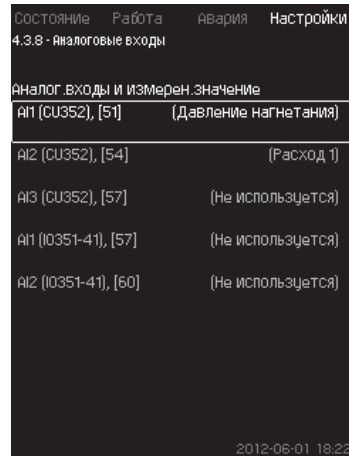 Состояние Работа Авария Настройки
4.3.8 - Аналоговые входы
Аналог.входы и измерен.значение
AI1 (CU352), [51] (Давление нагнетания)
AI2 (CU352), [54] (Расход 1)
AI3 (CU352), [57] (Не используется)
AI1 (IO351-41), [57] (Не используется)
AI2 (IO351-41), [60] (Не используется)
2012-06-01 18:22